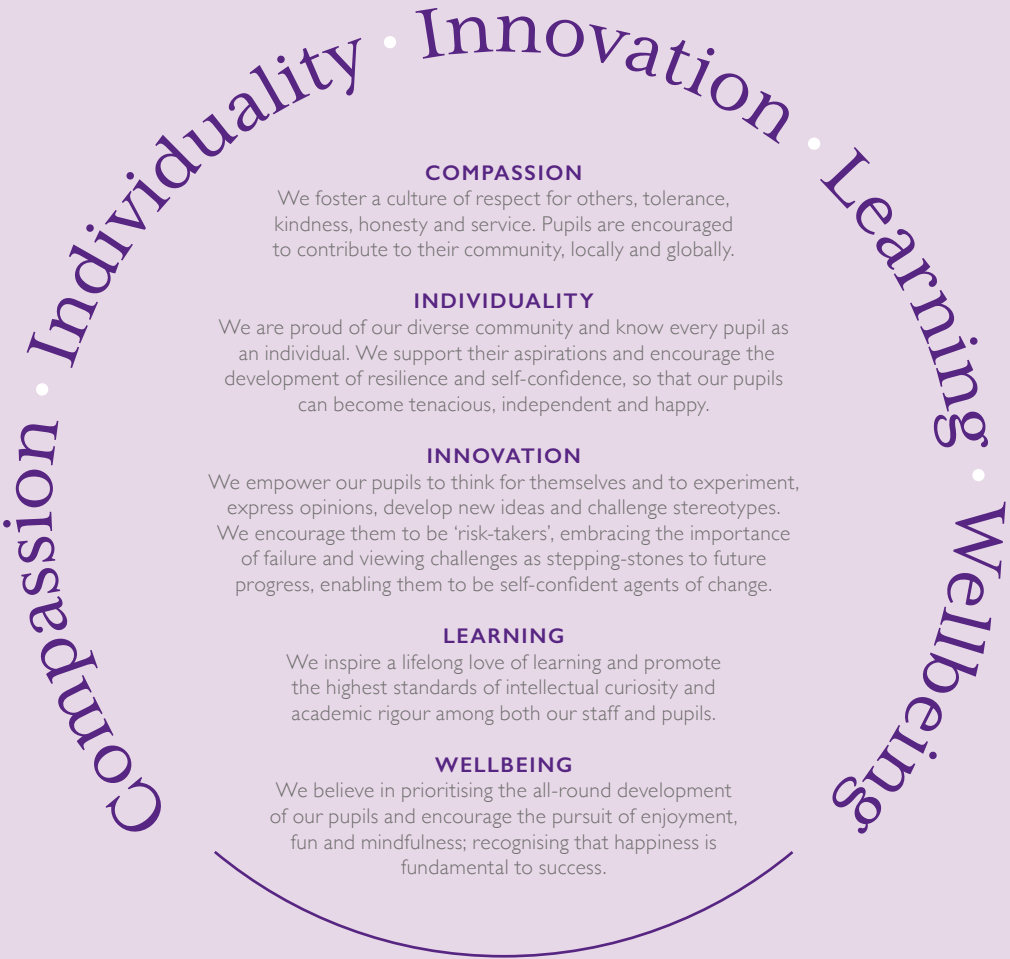 Compassion • Individuality • Innovation • Learning • Wellbeing
COMPASSION
We foster a culture of respect for others, tolerance,
kindness, honesty and service. Pupils are encouraged
to contribute to their community, locally and globally.
INDIVIDUALITY
We are proud of our diverse community and know every pupil as
an individual. We support their aspirations and encourage the
development of resilience and self-confidence, so that our pupils
can become tenacious, independent and happy.
INNOVATION
We empower our pupils to think for themselves and to experiment,
express opinions, develop new ideas and challenge stereotypes.
We encourage them to be ‘risk-takers’, embracing the importance
of failure and viewing challenges as stepping-stones to future
progress, enabling them to be self-confident agents of change.
LEARNING
We inspire a lifelong love of learning and promote
the highest standards of intellectual curiosity and
academic rigour among both our staff and pupils.
WELLBEING
We believe in prioritising the all-round development
of our pupils and encourage the pursuit of enjoyment,
fun and mindfulness; recognising that happiness is
fundamental to success.